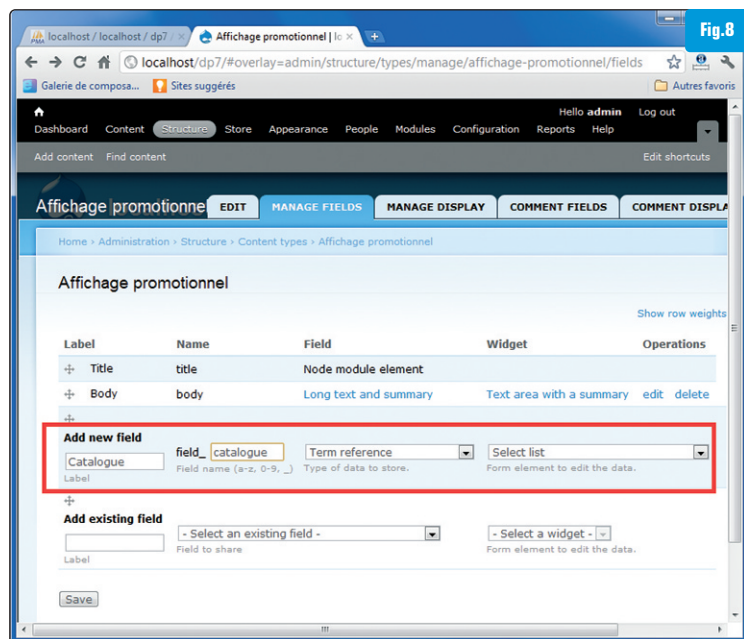 Fig.8
localhost / localhost / dp7 /
Affichage promotionnel | lo
localhost/dp7/#overlay=admin/structure/types/manage/affichage-promotionnel/fields
Galerie de composa... Sites suggérés Autres favoris
Hello admin Log out
Dashboard Content Structure Store Appearance People Modules Configuration Reports Help
Add content Find content Edit shortcuts
Affichage promotionnel EDIT MANAGE FIELDS MANAGE DISPLAY COMMENT FIELDS COMMENT DISPLA
Home › Administration › Structure › Content types › Affichage promotionnel
Affichage promotionnel
Show row weights
Label Name Field Widget Operations
Title title Node module element
Body body Long text and summary Text area with a summary edit delete
Add new field
Catalogue field_ catalogue Term reference Select list
Label Field name (a-z, 0-9, _) Type of data to store. Form element to edit the data.
Add existing field
- Select an existing field - - Select a widget -
Label Field to share Form element to edit the data.
Save